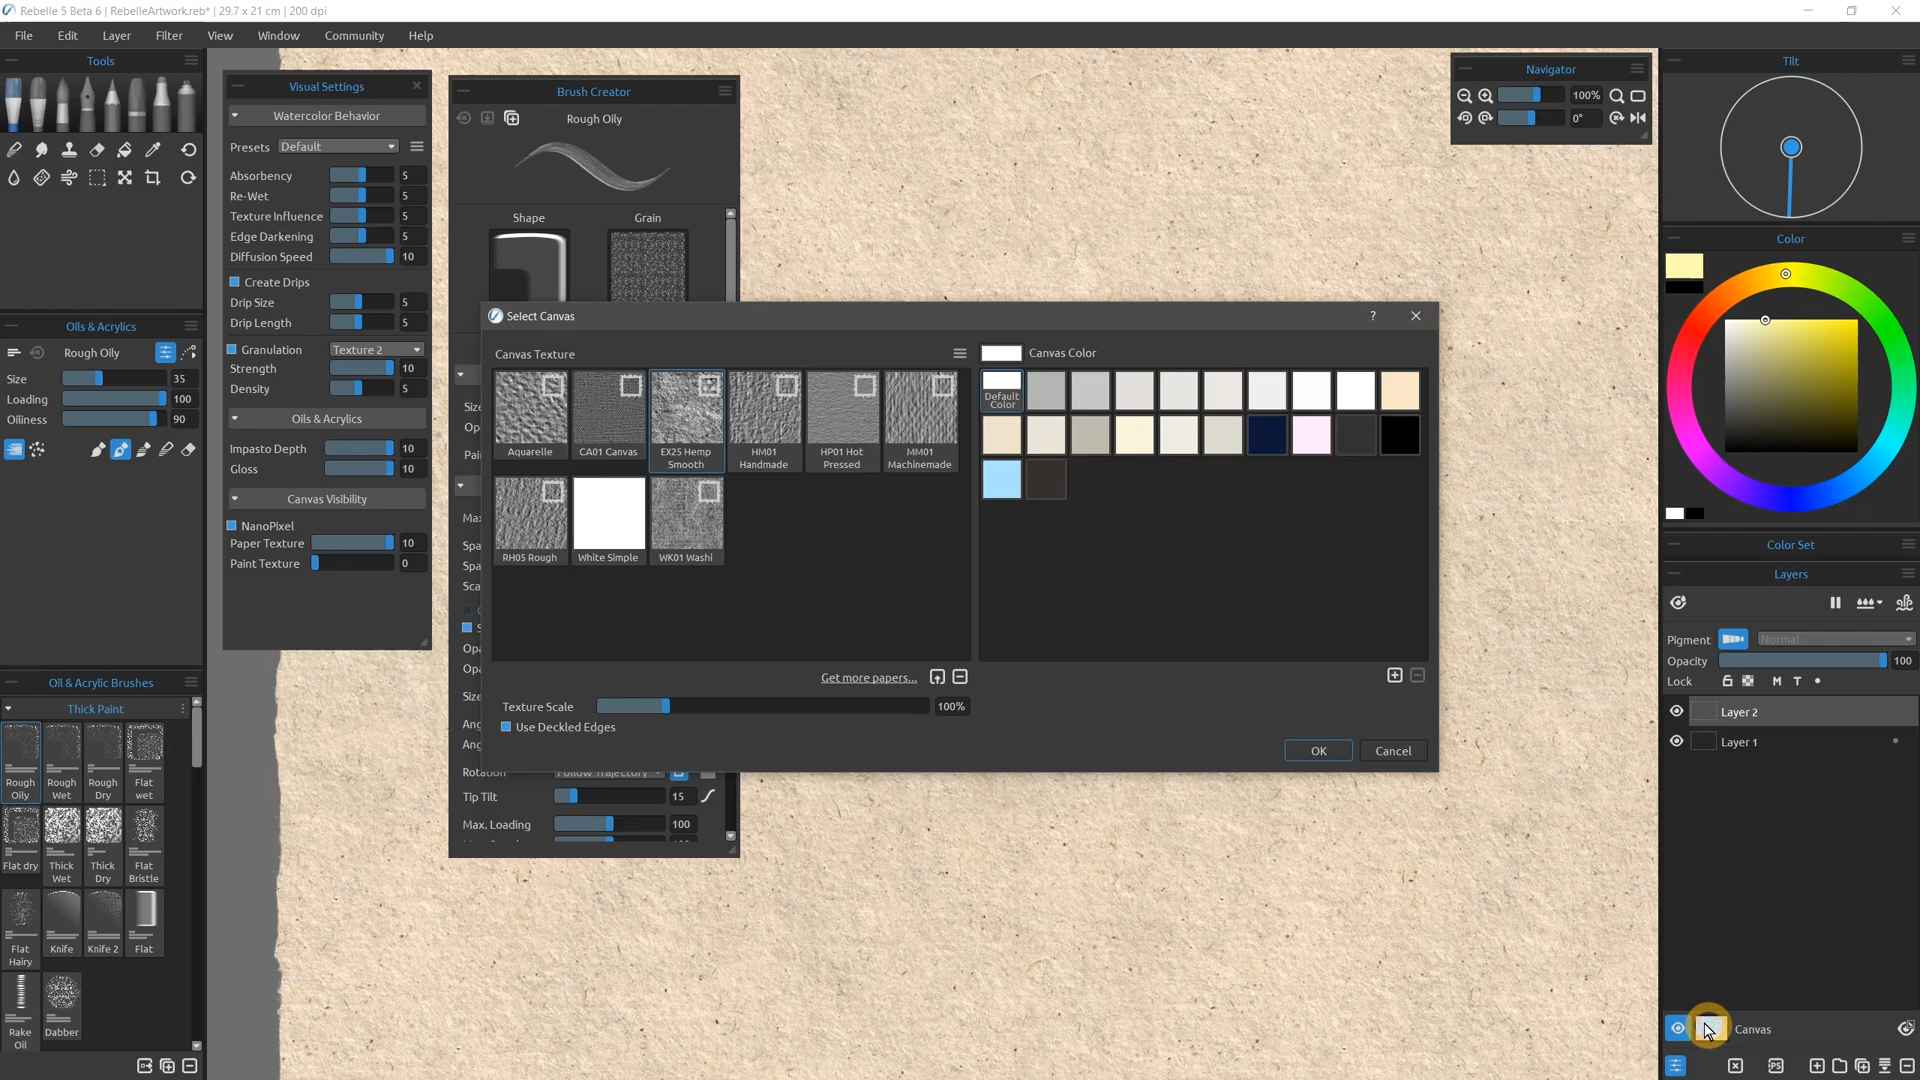 Rebelle 5 Beta 6 | RebelleArtwork.reb* | 29.7 x 21 cm | 200 dpi
File Edit Layer Filter View Window Community Help
Tools
Oils & Acrylics
Rough Oily
Size 35
Loading 100
Oiliness 90
Oil & Acrylic Brushes
Thick Paint
Rough Oily
Rough Wet
Rough Dry
Flat wet
Flat dry
Thick Wet
Thick Dry
Flat Bristle
Flat Hairy
Knife
Knife 2
Flat
Rake Oil
Dabber
Visual Settings
Watercolor Behavior
Presets Default
Absorbency 5
Re-Wet 5
Texture Influence 5
Edge Darkening 5
Diffusion Speed 10
Create Drips
Drip Size 5
Drip Length 5
Granulation Texture 2
Strength 10
Density 5
Oils & Acrylics
Impasto Depth 10
Gloss 10
Canvas Visibility
NanoPixel
Paper Texture 10
Paint Texture 0
Brush Creator
Rough Oily
Shape Grain
Tip Tilt 15
Max. Loading 100
Select Canvas
?
Canvas Texture
Aquarelle
CA01 Canvas
EX25 Hemp Smooth
HM01 Handmade
HP01 Hot Pressed
MM01 Machinemade
RH05 Rough
White Simple
WK01 Washi
Get more papers...
Texture Scale 100%
Use Deckled Edges
Canvas Color
Default Color
OK Cancel
Navigator
100%
0°
Tilt
Color
Color Set
Layers
Pigment Normal
Opacity 100
Lock M T
Layer 2
Layer 1
Canvas
PS